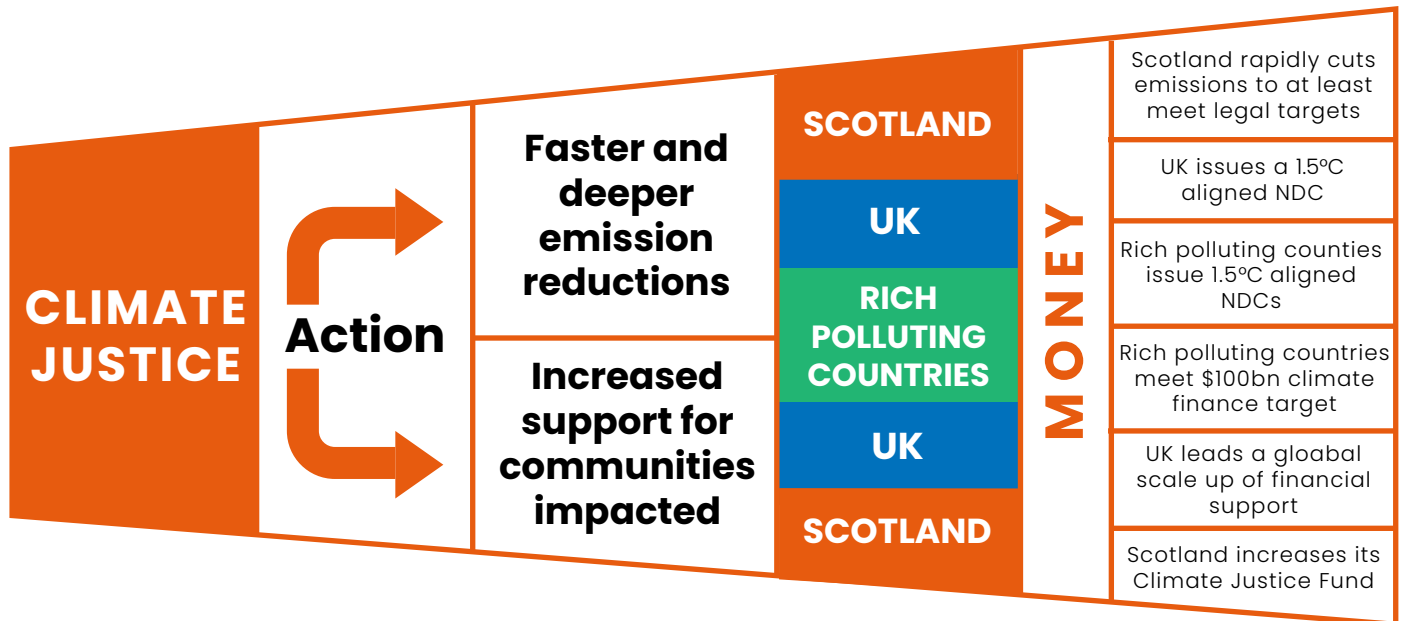 CLIMATE
JUSTICE
Action
Faster and
deeper
emission
reductions
Increased
support for
communities
impacted
SCOTLAND
UK
RICH
POLLUTING
COUNTRIES
UK
SCOTLAND
MONEY
Scotland rapidly cuts
emissions to at least
meet legal targets
UK issues a 1.5ºC
aligned NDC
Rich polluting counties
issue 1.5ºC aligned
NDCs
Rich polluting countries
meet $100bn climate
finance target
UK leads a gloabal
scale up of financial
support
Scotland increases its
Climate Justice Fund